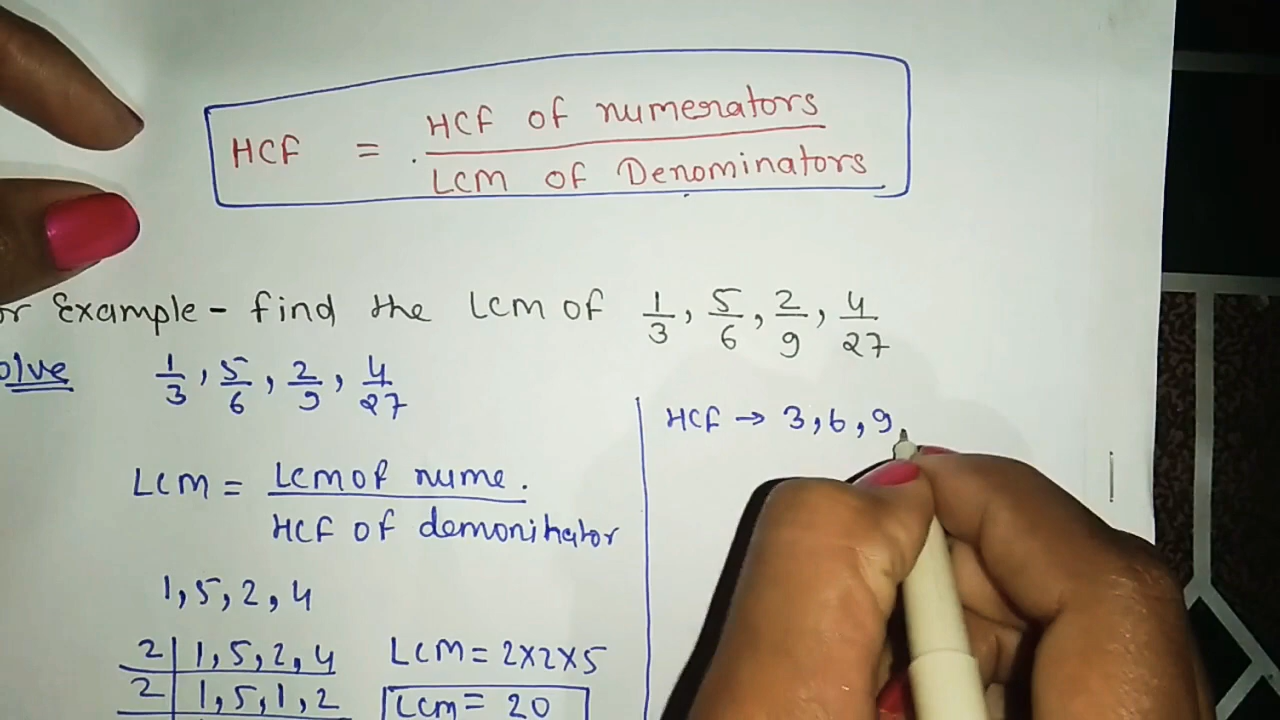 HCF = HCF of numerators
LCM of Denominators
or Example - find the LCM of 1/3, 5/6, 2/9, 4/27
olve 1/3, 5/6, 2/9, 4/27
LCM = LCM of nume.
HCF of demonitrator
1, 5, 2, 4
2 | 1, 5, 2, 4
2 | 1, 5, 1, 2
LCM = 2×2×5
LCM = 20
HCF → 3, 6, 9,